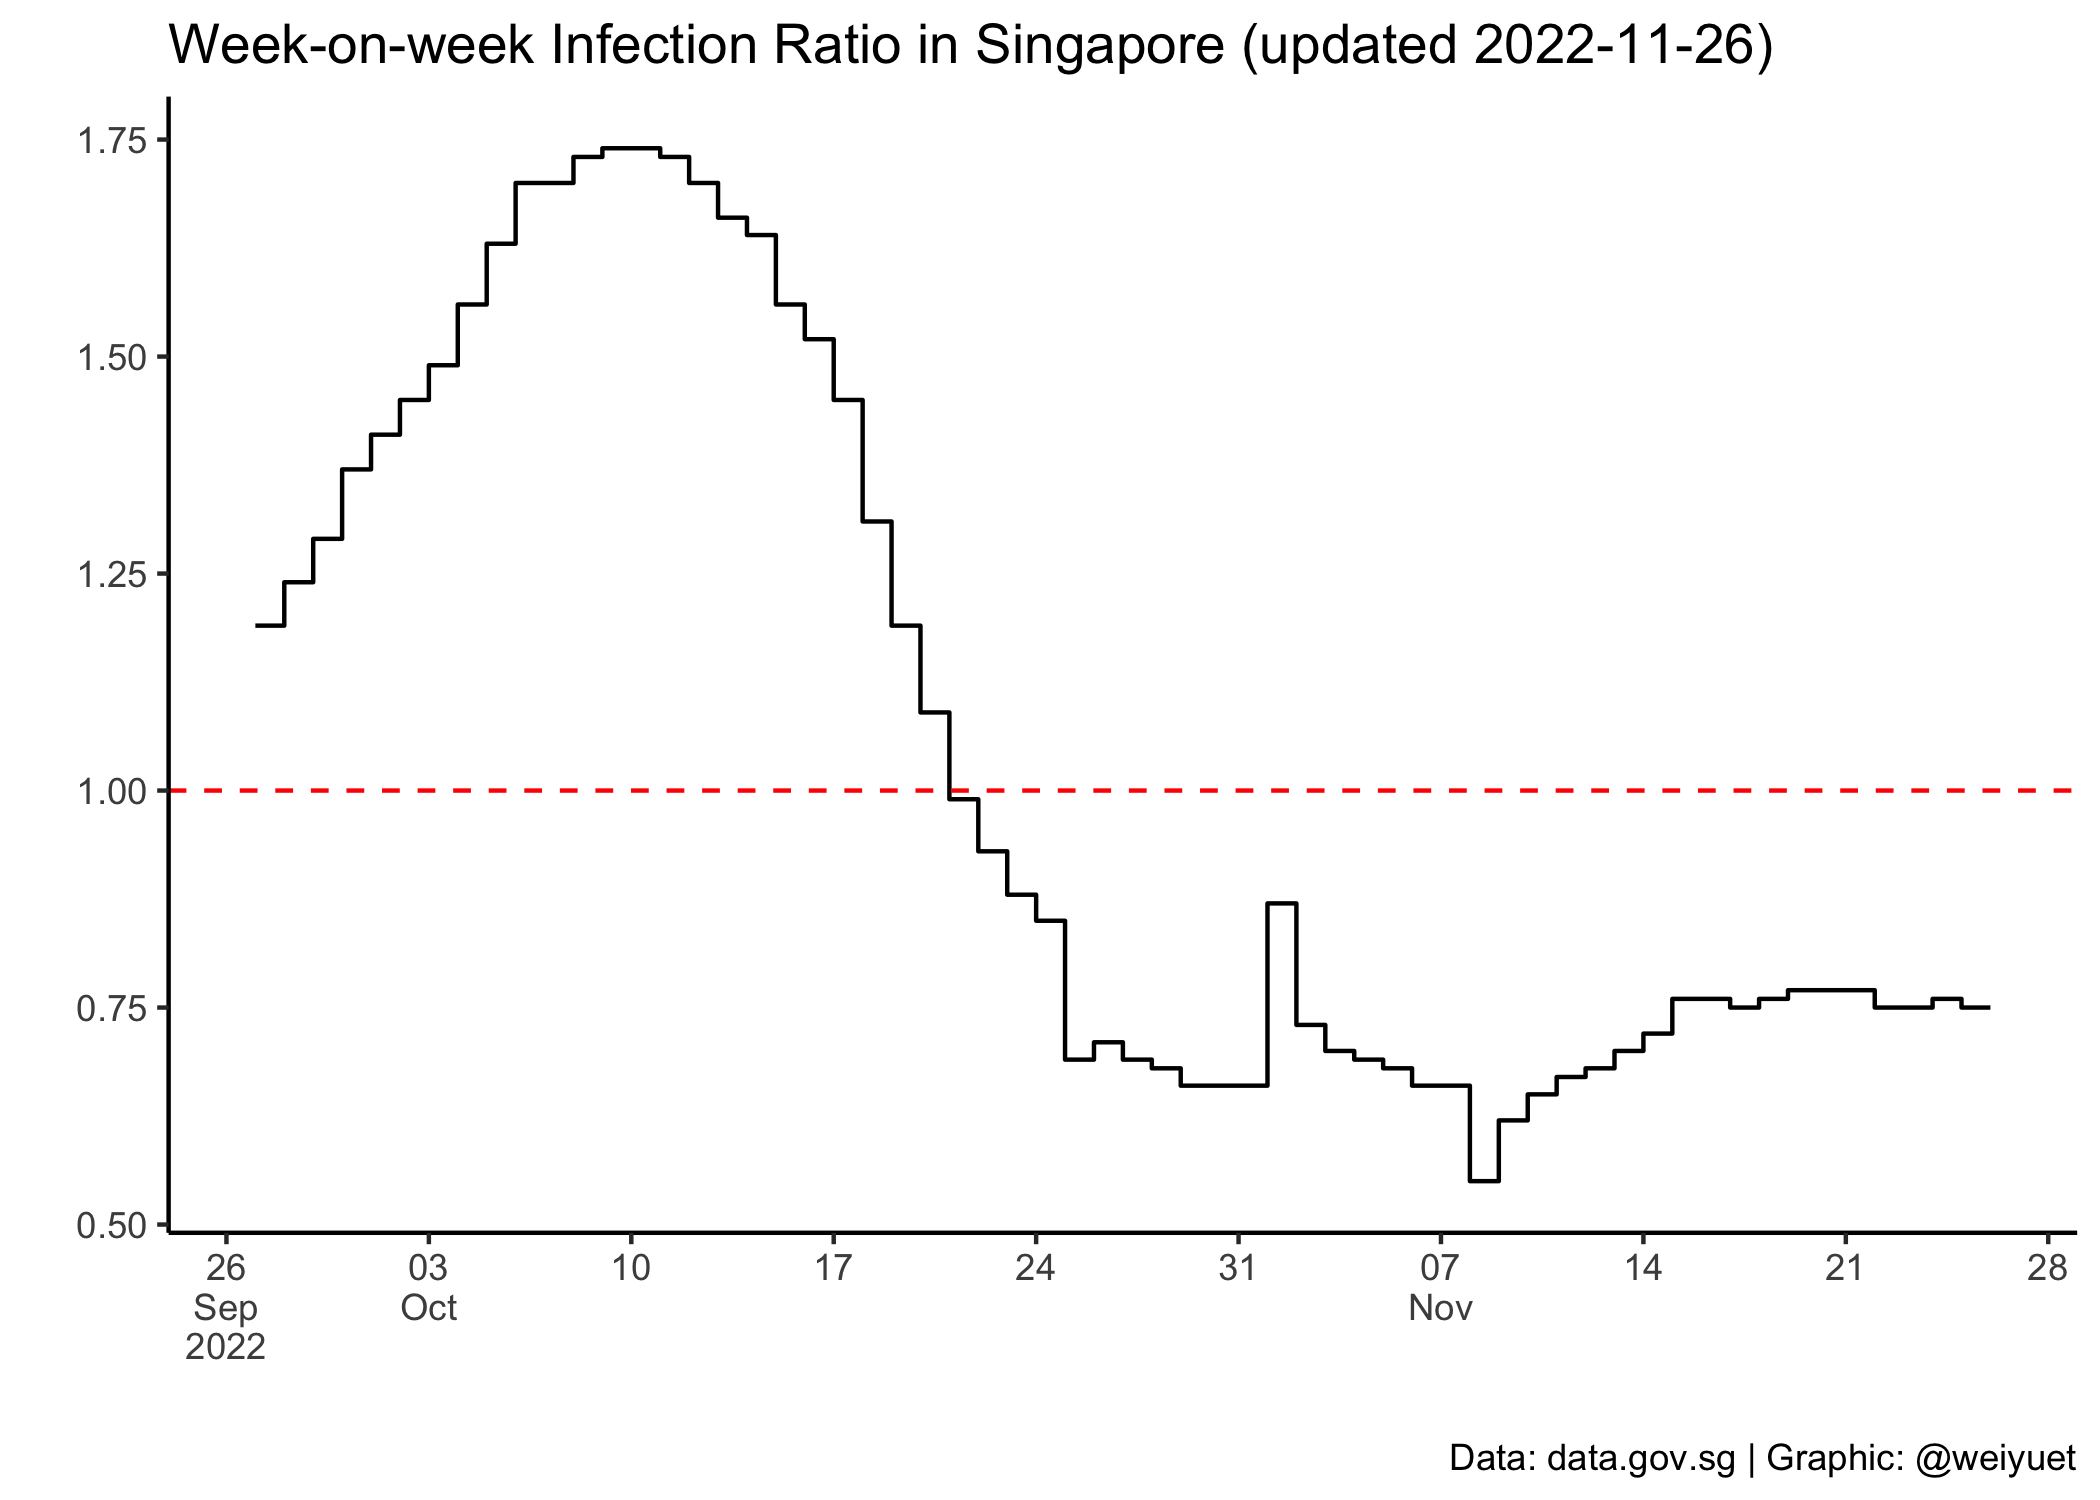 Week-on-week Infection Ratio in Singapore (updated 2022-11-26)
1.75
1.50
1.25
1.00
0.75
0.50
26 03 10 17 24 31 07 14 21 28
Sep Oct Nov
2022
Data: data.gov.sg | Graphic: @weiyuet